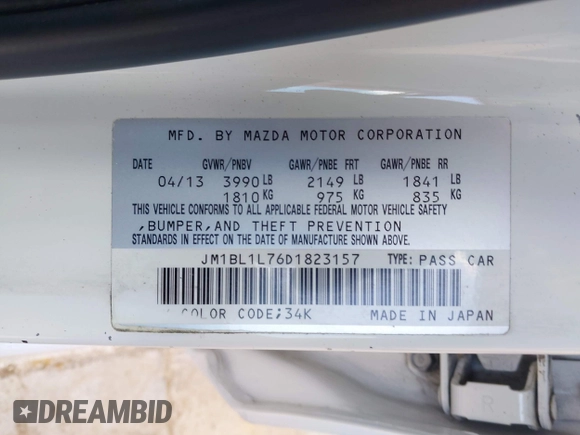 MFD. BY MAZDA MOTOR CORPORATION
DATE GVWR/PNBV GAWR/PNBE FRT GAWR/PNBE RR
04/13 3990 LB 2149 LB 1841 LB
1810 KG 975 KG 835 KG
THIS VEHICLE CONFORMS TO ALL APPLICABLE FEDERAL MOTOR VEHICLE SAFETY
,BUMPER,AND THEFT PREVENTION
STANDARDS IN EFFECT ON THE DATE OF MANUFACTURE SHOWN ABOVE.
JM1BL1L76D1823157 TYPE: PASS CAR
COLOR CODE;34K MADE IN JAPAN
R
DREAMBID